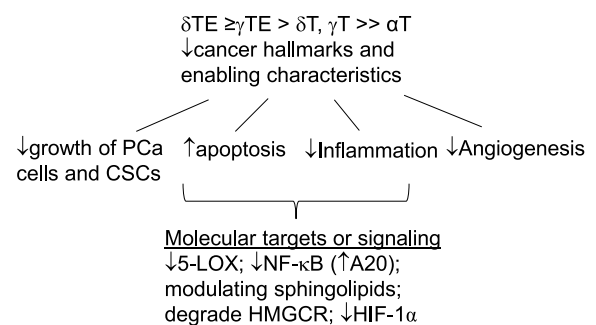 δTE ≥γTE > δT, γT >> αT
↓cancer hallmarks and
enabling characteristics
↓growth of PCa
cells and CSCs
↑apoptosis
↓Inflammation
↓Angiogenesis
Molecular targets or signaling
↓5-LOX; ↓NF-κB (↑A20);
modulating sphingolipids;
degrade HMGCR; ↓HIF-1α